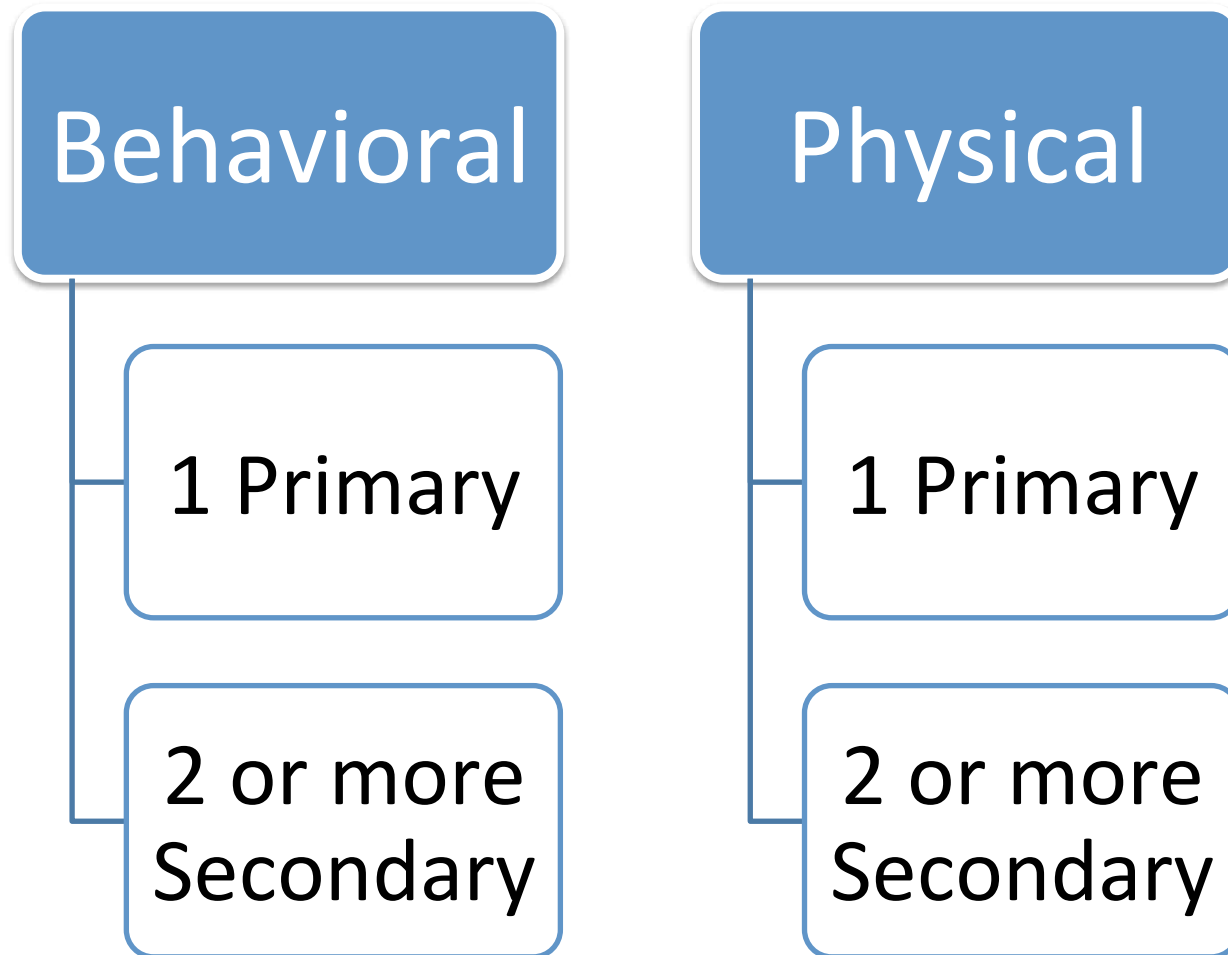 Behavioral
1 Primary
2 or more
Secondary
Physical
1 Primary
2 or more
Secondary